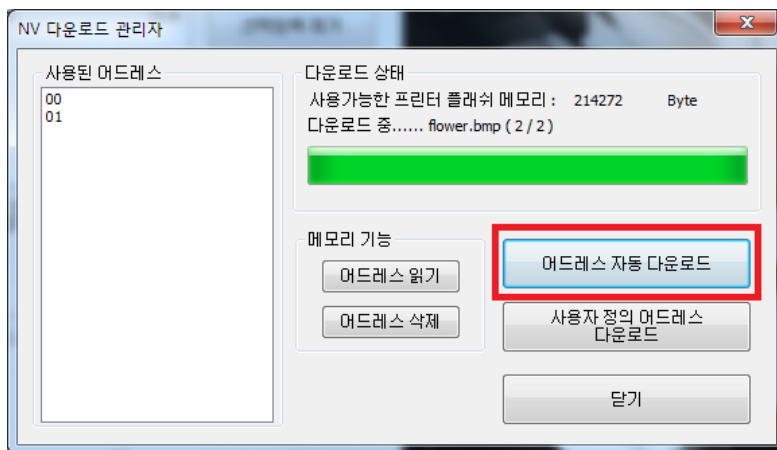 NV 다운로드 관리자
사용된 어드레스
00
01
다운로드 상태
사용가능한 프린터 플래쉬 메모리 : 214272 Byte
다운로드 중...... flower.bmp ( 2 / 2 )
메모리 기능
어드레스 읽기
어드레스 삭제
어드레스 자동 다운로드
사용자 정의 어드레스
다운로드
닫기